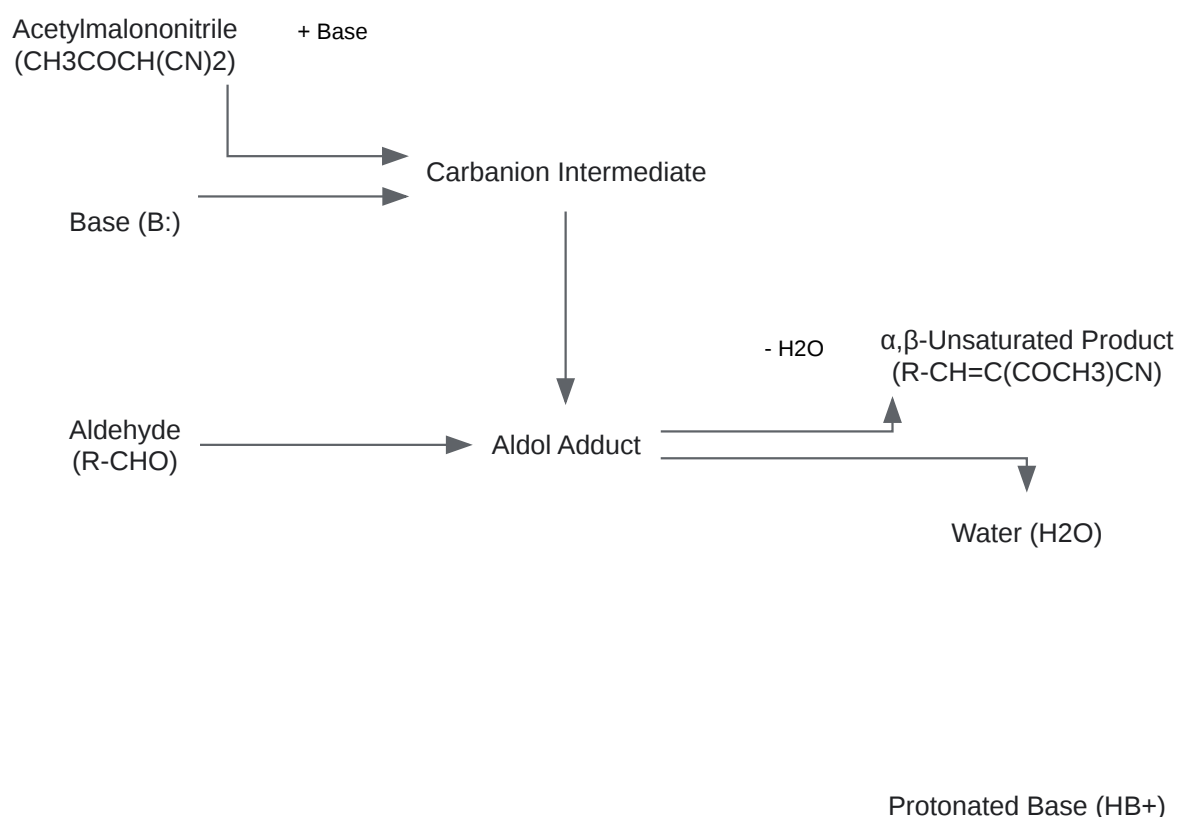 Acetylmalononitrile
(CH3COCH(CN)2)
+ Base
Carbanion Intermediate
Base (B:)
- H2O
α,β-Unsaturated Product
(R-CH=C(COCH3)CN)
Aldehyde
(R-CHO)
Aldol Adduct
Water (H2O)
Protonated Base (HB+)